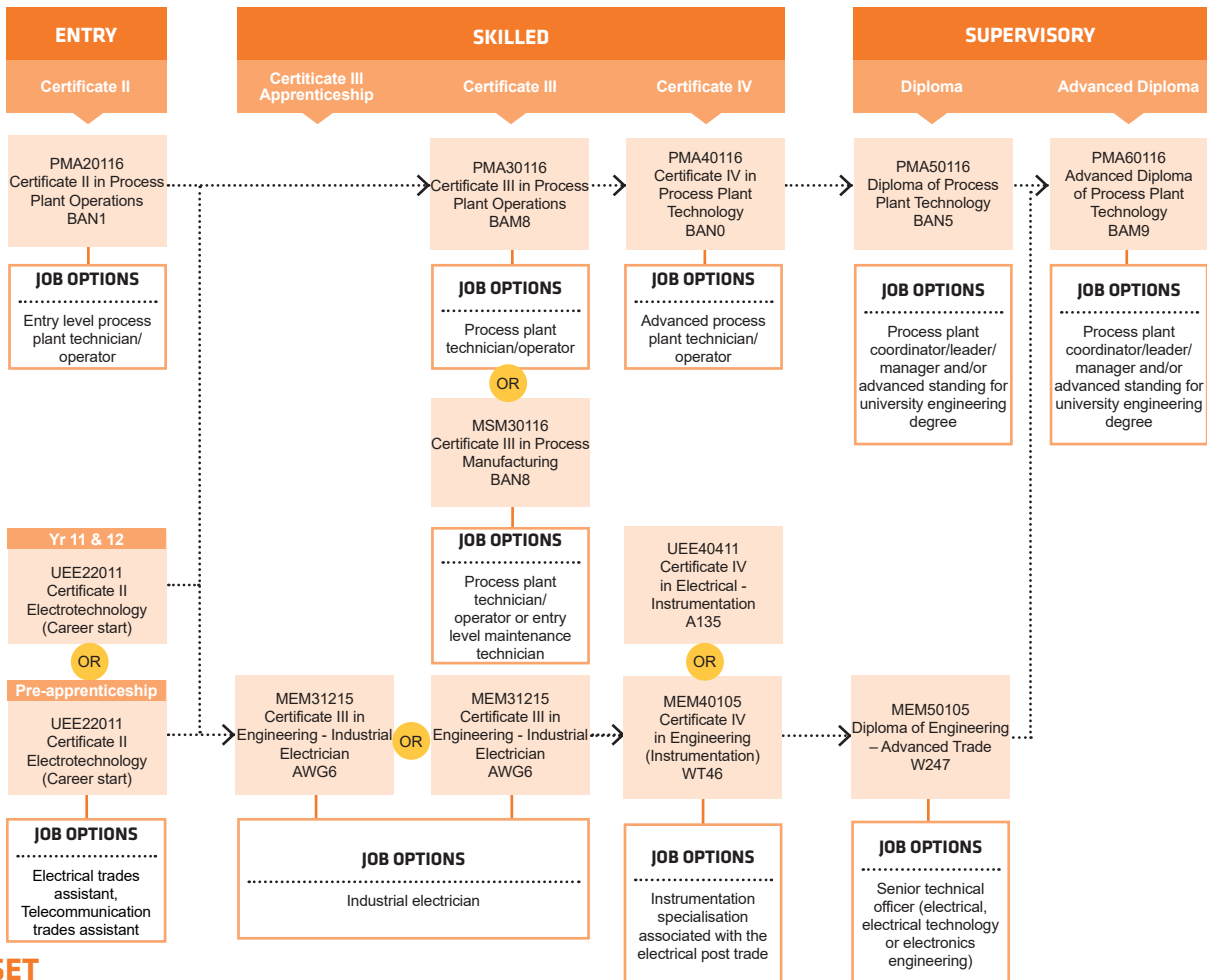 ENTRY
SKILLED
SUPERVISORY
Certificate II
Certiticate III
Apprenticeship
Certificate III
Certificate IV
Diploma
Advanced Diploma
PMA20116
Certificate II in Process
Plant Operations
BAN1
PMA30116
Certificate III in Process
Plant Operations
BAM8
PMA40116
Certificate IV in
Process Plant
Technology
BAN0
PMA50116
Diploma of Process
Plant Technology
BAN5
PMA60116
Advanced Diploma
of Process Plant
Technology
BAM9
JOB OPTIONS
Entry level process
plant technician/
operator
JOB OPTIONS
Process plant
technician/operator
JOB OPTIONS
Advanced process
plant technician/
operator
JOB OPTIONS
Process plant
coordinator/leader/
manager and/or
advanced standing for
university engineering
degree
JOB OPTIONS
Process plant
coordinator/leader/
manager and/or
advanced standing for
university engineering
degree
OR
MSM30116
Certificate III in Process
Manufacturing
BAN8
JOB OPTIONS
Process plant
technician/
operator or entry
level maintenance
technician
Yr 11 & 12
UEE22011
Certificate II
Electrotechnology
(Career start)
OR
UEE40411
Certificate IV
in Electrical -
Instrumentation
A135
OR
Pre-apprenticeship
UEE22011
Certificate II
Electrotechnology
(Career start)
MEM31215
Certificate III in
Engineering - Industrial
Electrician
AWG6
OR
MEM31215
Certificate III in
Engineering - Industrial
Electrician
AWG6
MEM40105
Certificate IV
in Engineering
(Instrumentation)
WT46
MEM50105
Diploma of Engineering
– Advanced Trade
W247
JOB OPTIONS
Electrical trades
assistant,
Telecommunication
trades assistant
JOB OPTIONS
Industrial electrician
JOB OPTIONS
Instrumentation
specialisation
associated with the
electrical post trade
JOB OPTIONS
Senior technical
officer (electrical,
electrical technology
or electronics
engineering)
SET